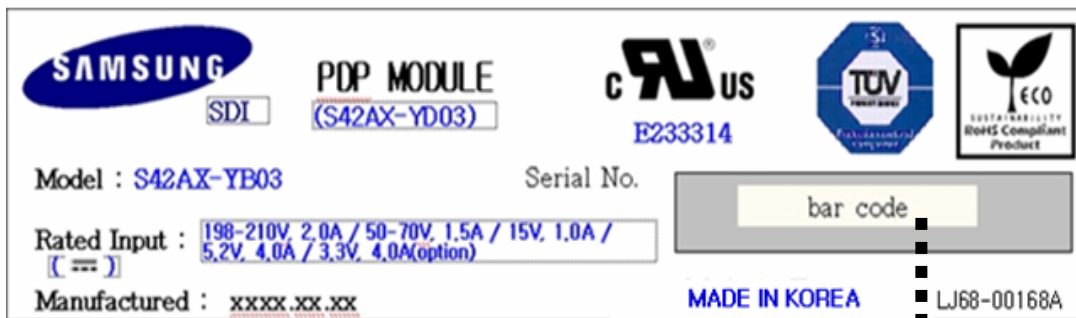 SAMSUNG
SDI
PDP MODULE
(S42AX-YD03)
c RU ® US
E233314
TÜV
ECO
SUSTAINABILITY
RoHS Compliant
Product
Model : S42AX-YB03
Serial No.
bar code
Rated Input :
( ⎓ )
198-210V, 2.0A / 50-70V, 1.5A / 15V, 1.0A /
5.2V, 4.0A / 3.3V, 4.0A(option)
Manufactured : xxxx.xx.xx
MADE IN KOREA
LJ68-00168A